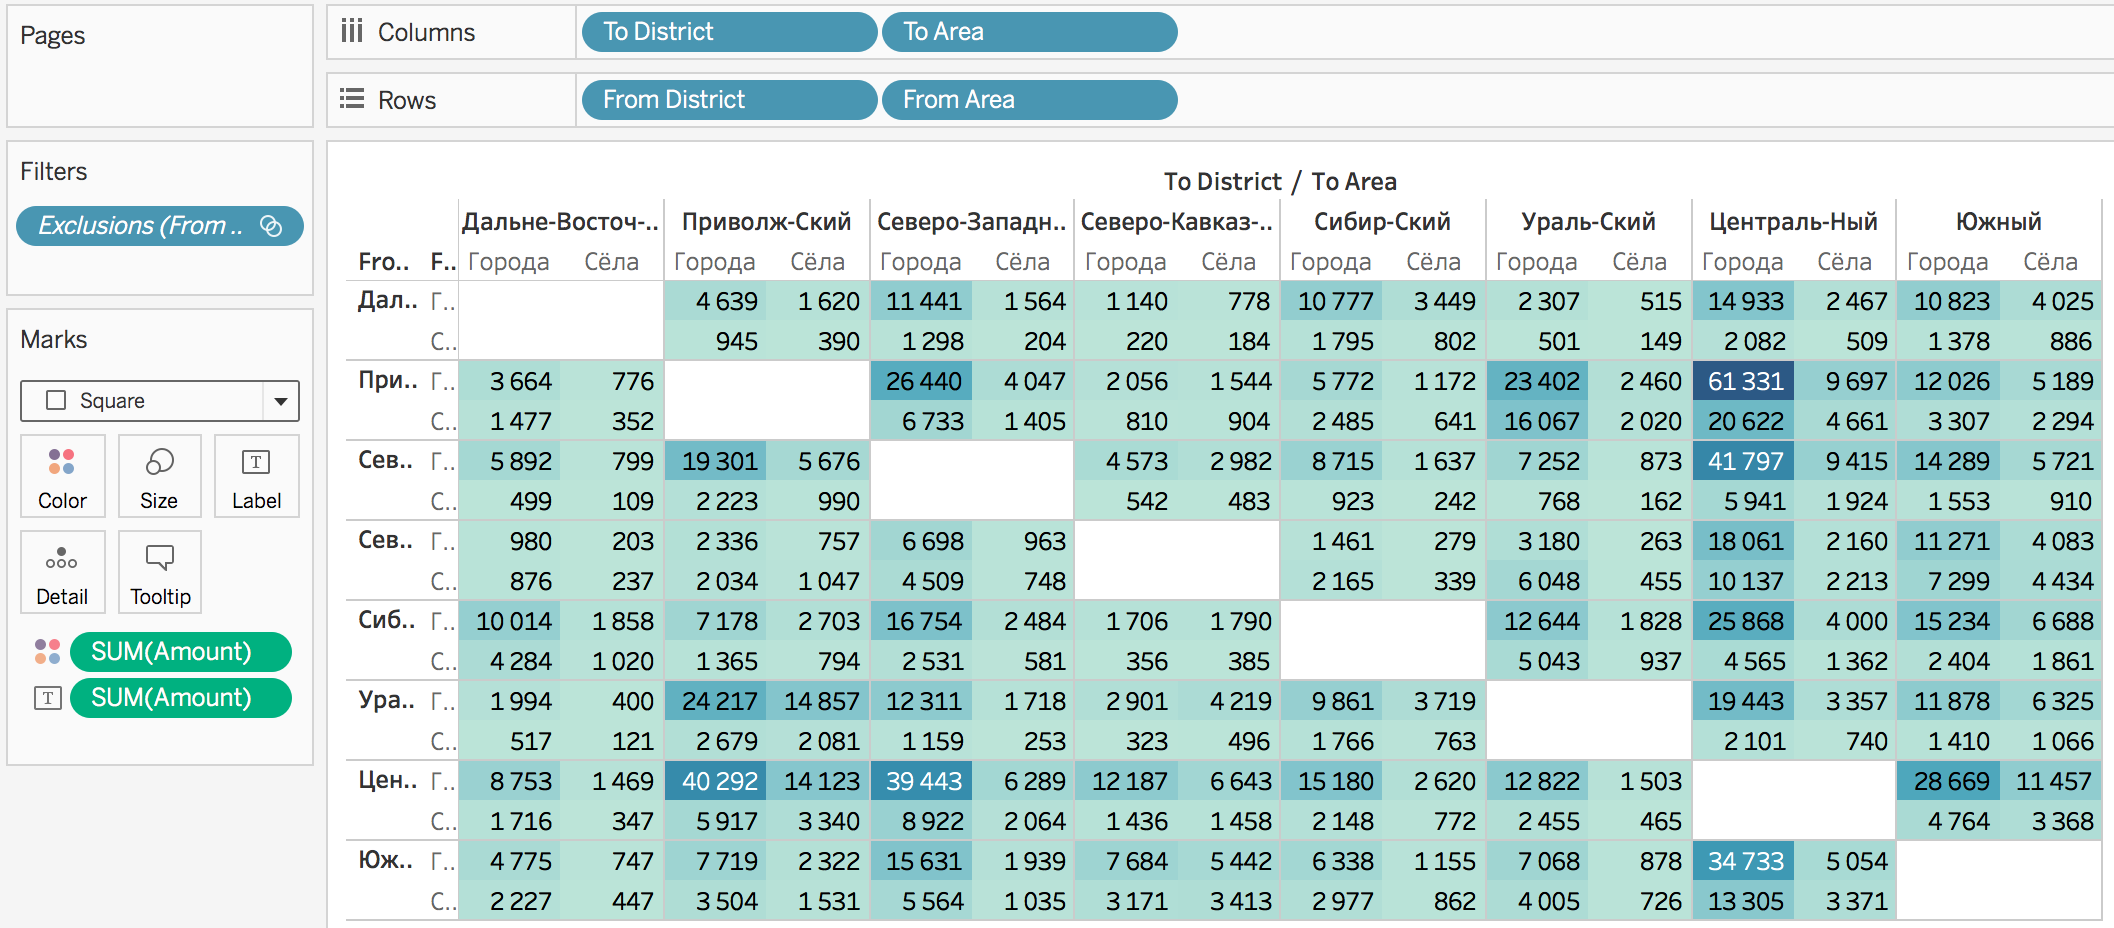 Pages
Columns To District To Area
Rows From District From Area
Filters
Exclusions (From ..
Marks
Square
Color Size Label
Detail Tooltip
SUM(Amount)
SUM(Amount)
To District / To Area
Дальне-Восточ-.. Приволж-Ский Северо-Западн.. Северо-Кавказ-.. Сибир-Ский Ураль-Ский Централь-Ный Южный
Fro.. F.. Города Сёла Города Сёла Города Сёла Города Сёла Города Сёла Города Сёла Города Сёла Города Сёла
Дал.. Г.. 4 639 1 620 11 441 1 564 1 140 778 10 777 3 449 2 307 515 14 933 2 467 10 823 4 025
С.. 945 390 1 298 204 220 184 1 795 802 501 149 2 082 509 1 378 886
При.. Г.. 3 664 776 26 440 4 047 2 056 1 544 5 772 1 172 23 402 2 460 61 331 9 697 12 026 5 189
С.. 1 477 352 6 733 1 405 810 904 2 485 641 16 067 2 020 20 622 4 661 3 307 2 294
Сев.. Г.. 5 892 799 19 301 5 676 4 573 2 982 8 715 1 637 7 252 873 41 797 9 415 14 289 5 721
С.. 499 109 2 223 990 542 483 923 242 768 162 5 941 1 924 1 553 910
Сев.. Г.. 980 203 2 336 757 6 698 963 1 461 279 3 180 263 18 061 2 160 11 271 4 083
С.. 876 237 2 034 1 047 4 509 748 2 165 339 6 048 455 10 137 2 213 7 299 4 434
Сиб.. Г.. 10 014 1 858 7 178 2 703 16 754 2 484 1 706 1 790 12 644 1 828 25 868 4 000 15 234 6 688
С.. 4 284 1 020 1 365 794 2 531 581 356 385 5 043 937 4 565 1 362 2 404 1 861
Ура.. Г.. 1 994 400 24 217 14 857 12 311 1 718 2 901 4 219 9 861 3 719 19 443 3 357 11 878 6 325
С.. 517 121 2 679 2 081 1 159 253 323 496 1 766 763 2 101 740 1 410 1 066
Цен.. Г.. 8 753 1 469 40 292 14 123 39 443 6 289 12 187 6 643 15 180 2 620 12 822 1 503 28 669 11 457
С.. 1 716 347 5 917 3 340 8 922 2 064 1 436 1 458 2 148 772 2 455 465 4 764 3 368
Юж.. Г.. 4 775 747 7 719 2 322 15 631 1 939 7 684 5 442 6 338 1 155 7 068 878 34 733 5 054
С.. 2 227 447 3 504 1 531 5 564 1 035 3 171 3 413 2 977 862 4 005 726 13 305 3 371